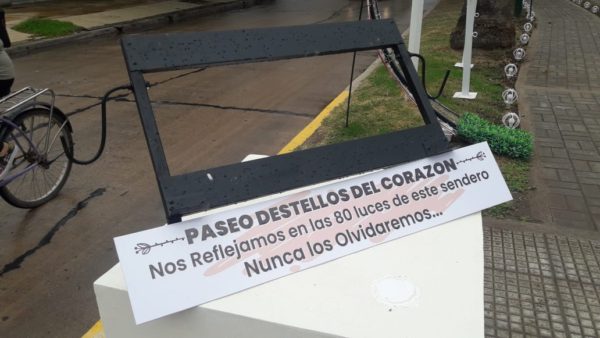 PASEO DESTELLOS DEL CORAZON
Nos Reflejamos en las 80 luces de este sendero
Nunca los Olvidaremos...